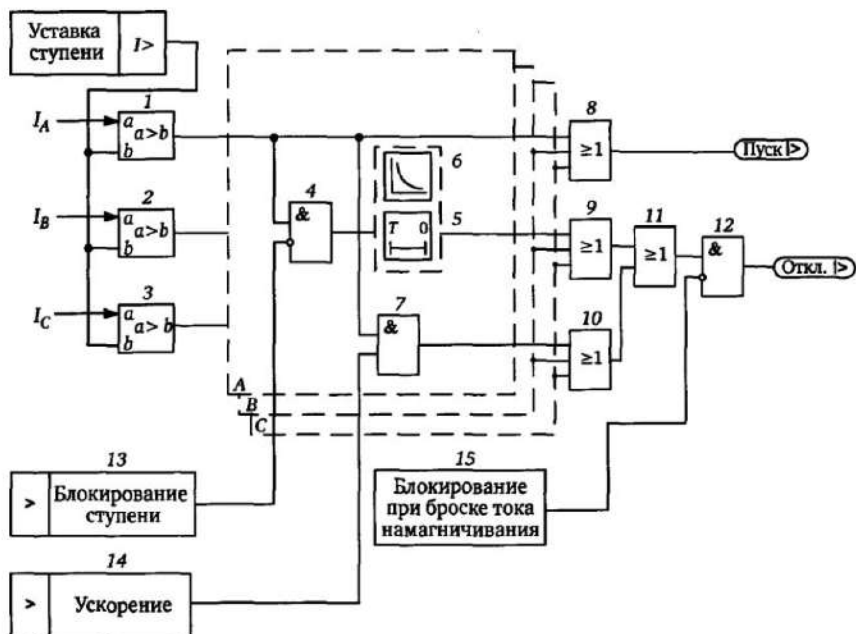 Уставка
ступени
I>
1
I_A
a
a>b
b
2
I_B
a
a>b
b
3
I_C
a
a> b
b
4
&
6
T 0
5
7
&
A
B
C
8
≥1
Пуск
9
≥1
11
≥1
12
&
Откл.
10
≥1
13
>
Блокирование
ступени
14
>
Ускорение
15
Блокирование
при броске тока
намагничивания